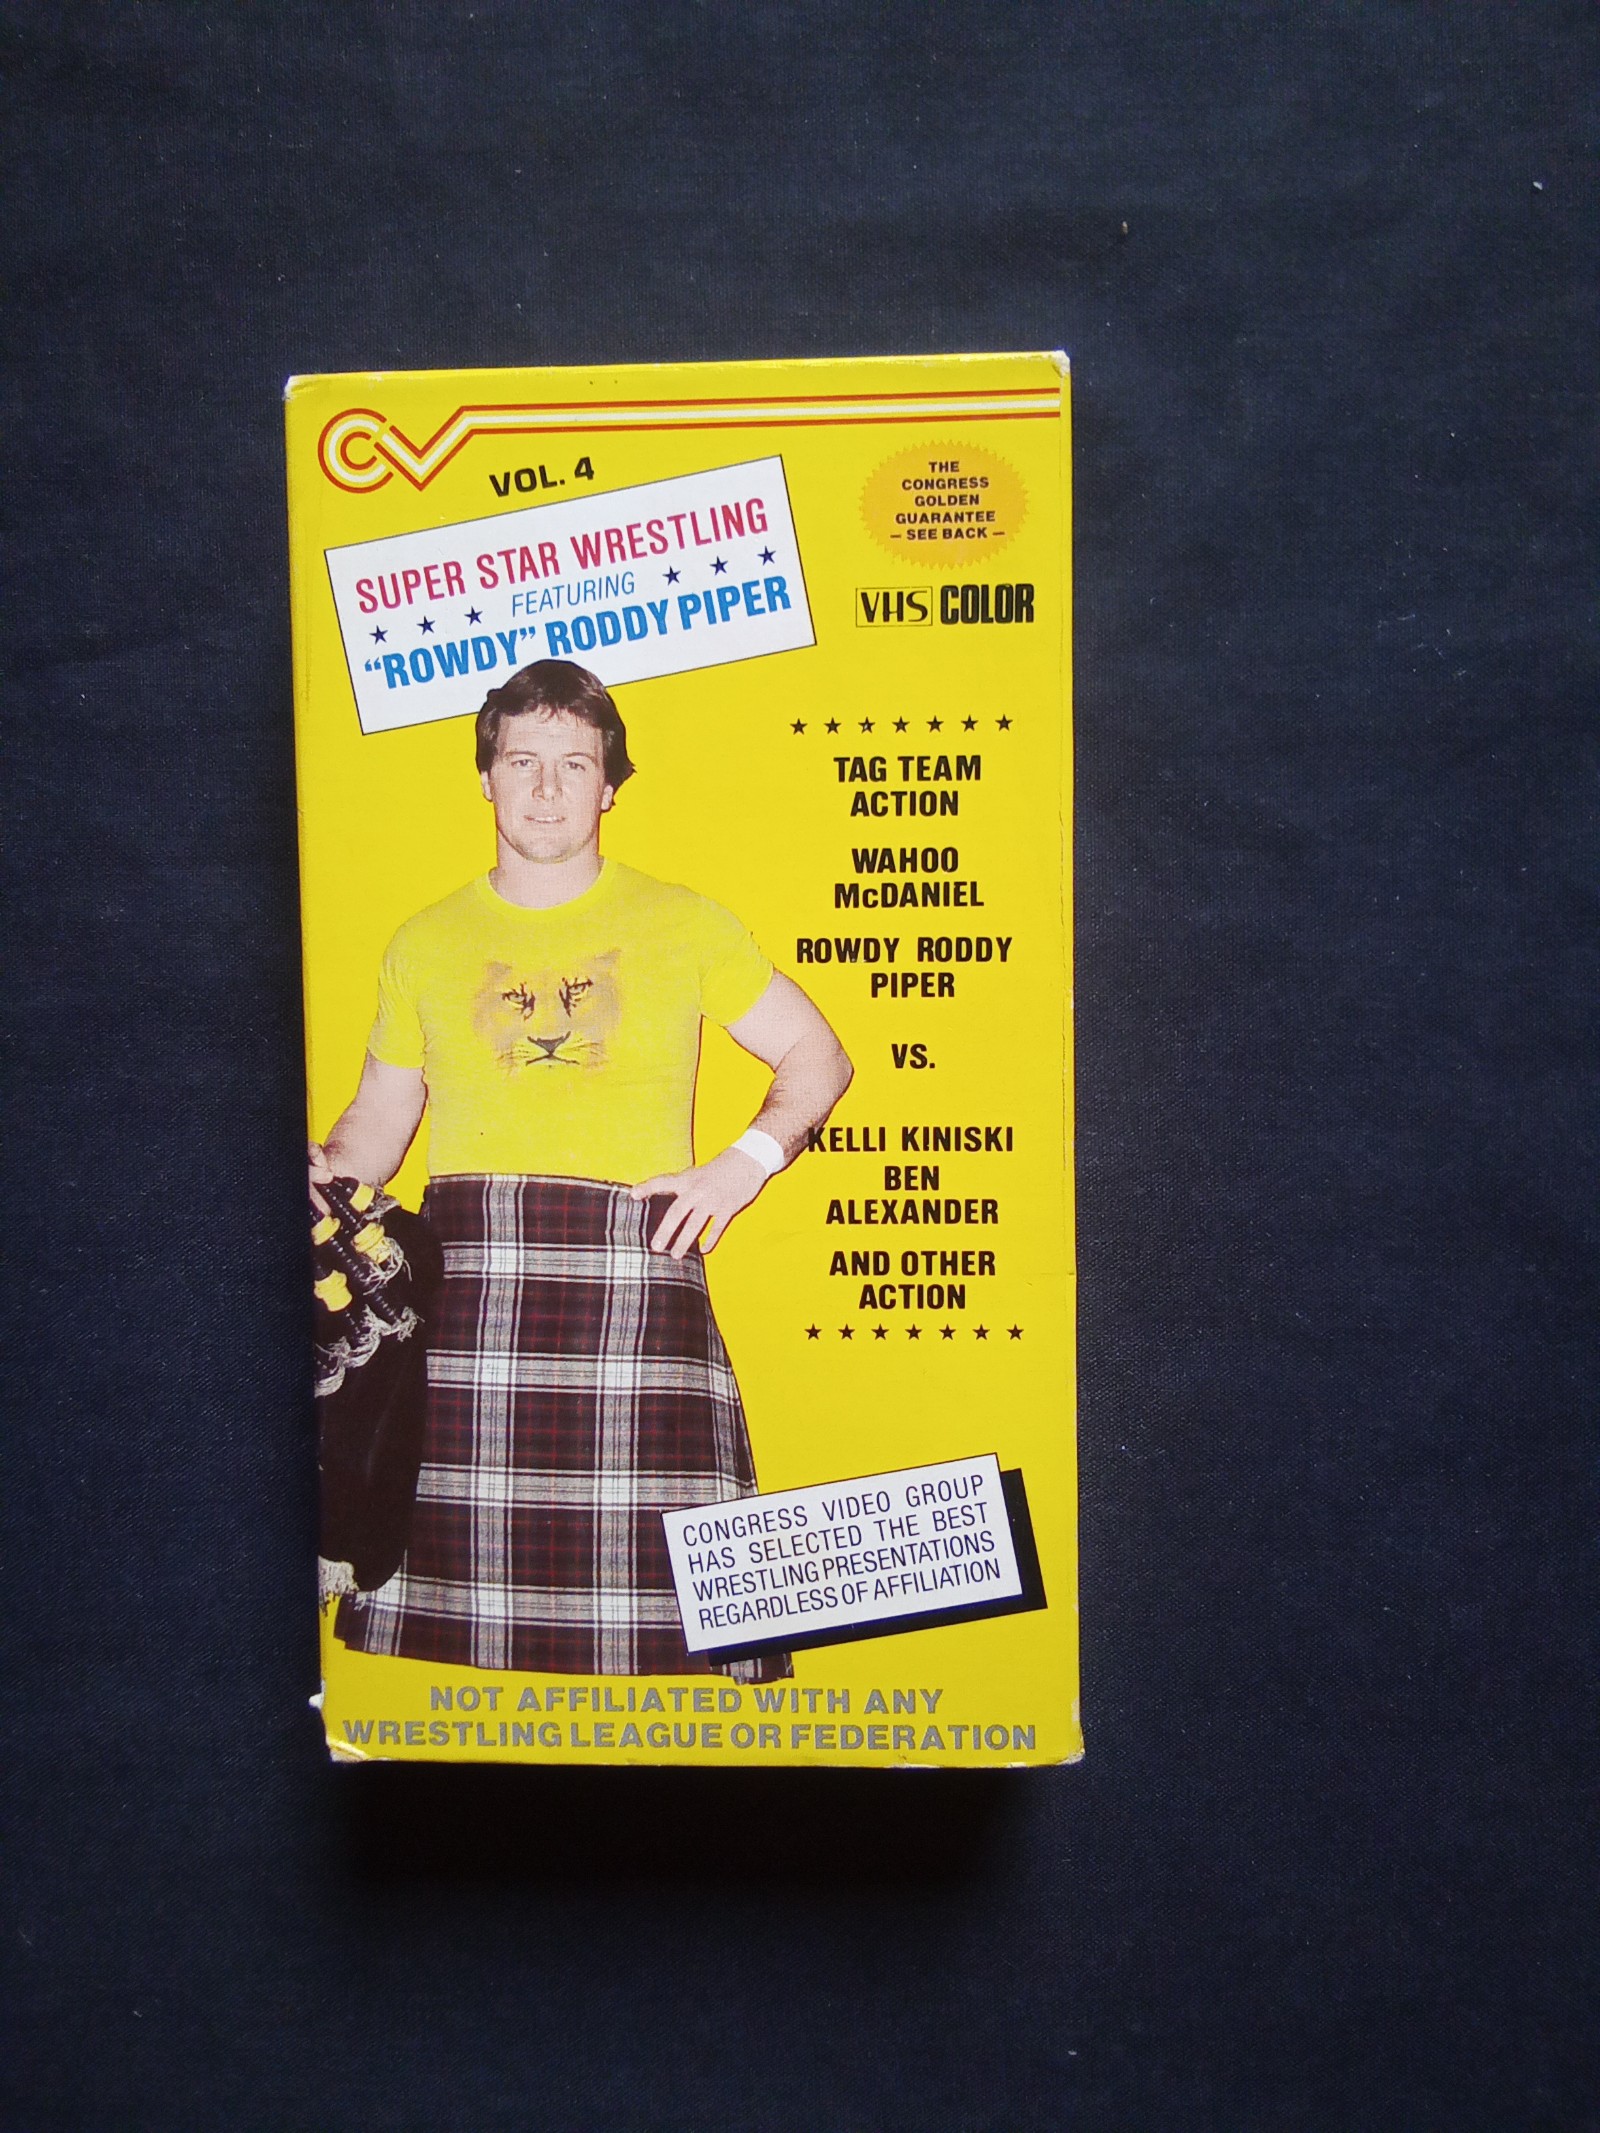 CV
VOL. 4
SUPER STAR WRESTLING
★ ★ ★ FEATURING ★ ★ ★
"ROWDY" RODDY PIPER
THE
CONGRESS
GOLDEN
GUARANTEE
– SEE BACK –
VHS COLOR
★ ★ ★ ★ ★ ★ ★
TAG TEAM
ACTION
WAHOO
McDANIEL
ROWDY RODDY
PIPER
VS.
KELLI KINISKI
BEN
ALEXANDER
AND OTHER
ACTION
★ ★ ★ ★ ★ ★ ★
CONGRESS VIDEO GROUP
HAS SELECTED THE BEST
WRESTLING PRESENTATIONS
REGARDLESS OF AFFILIATION
NOT AFFILIATED WITH ANY
WRESTLING LEAGUE OR FEDERATION